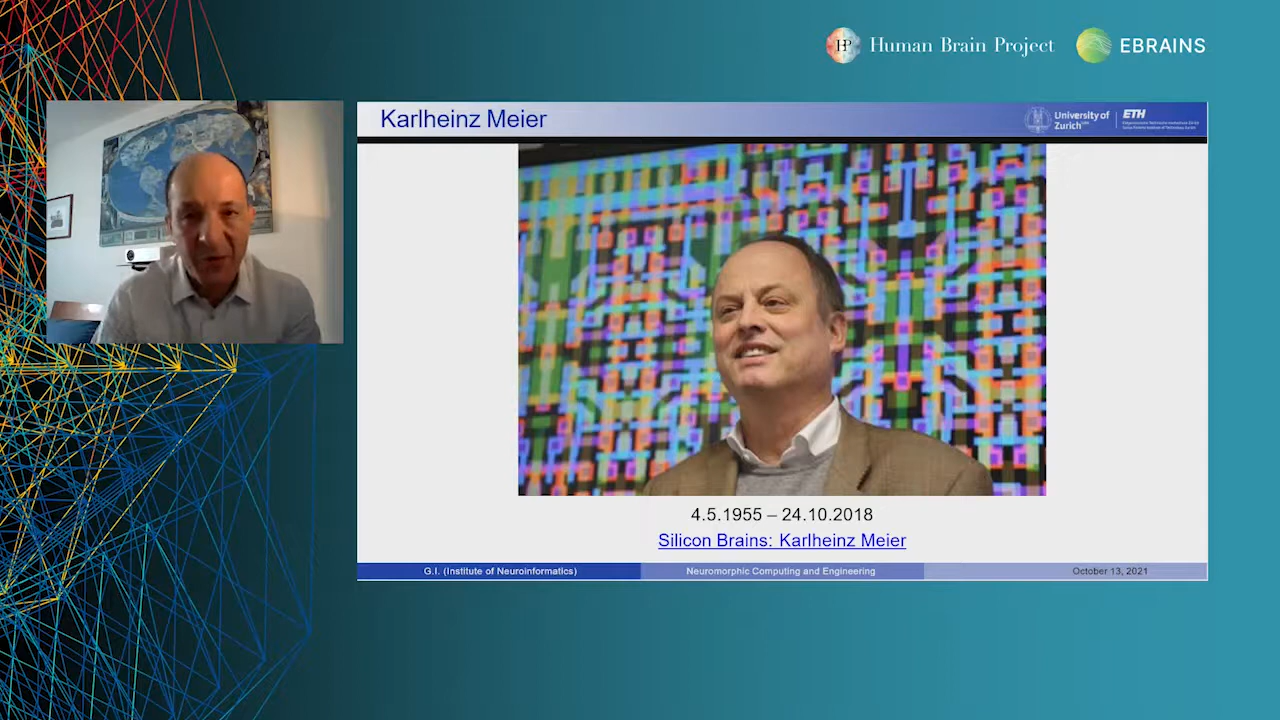 HP Human Brain Project
EBRAINS
Karlheinz Meier
University of Zurich
ETH
4.5.1955 – 24.10.2018
Silicon Brains: Karlheinz Meier
G.I. (Institute of Neuroinformatics)
Neuromorphic Computing and Engineering
October 13, 2021